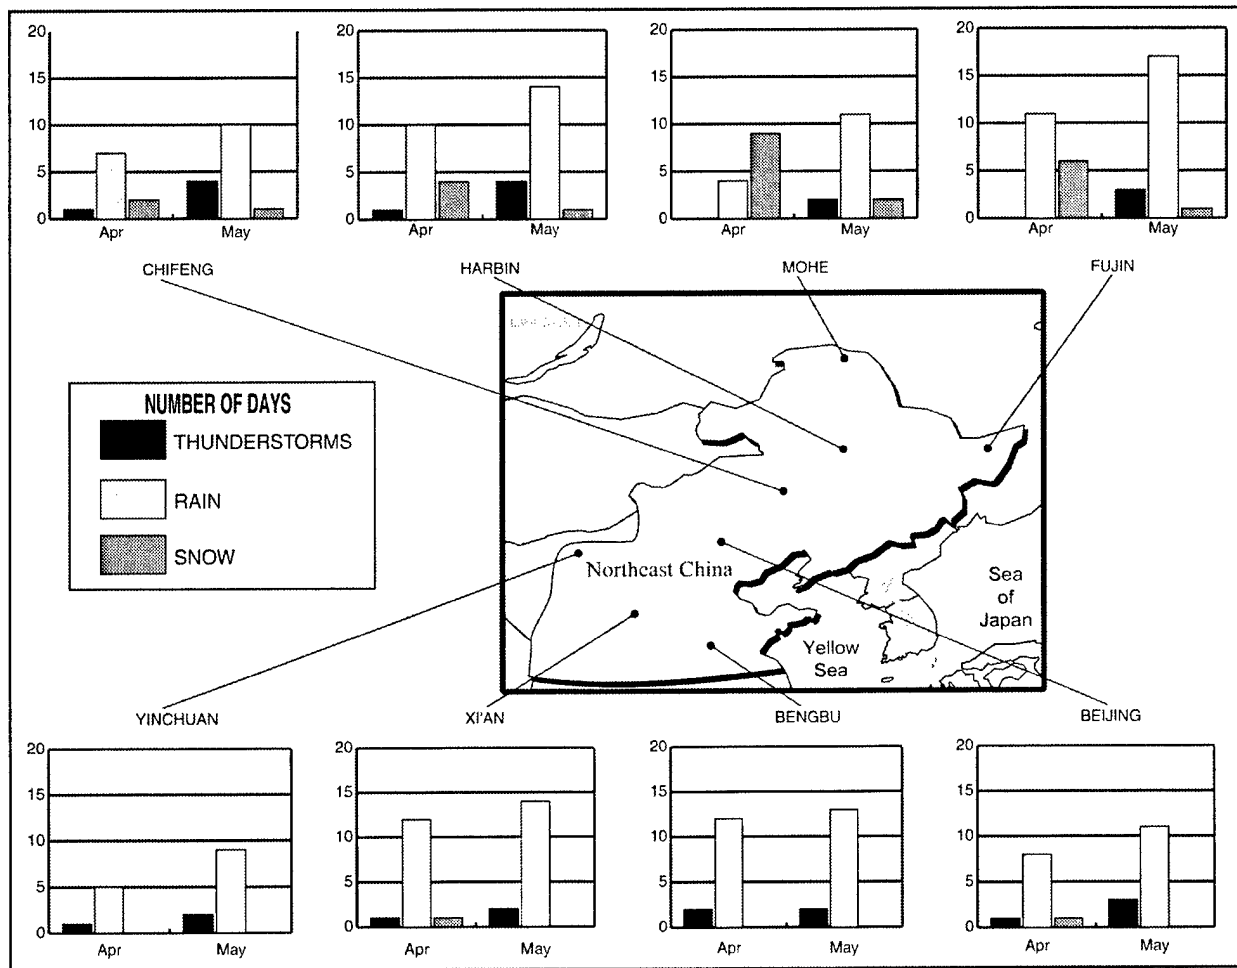 20
15
10
5
0
Apr
May
20
15
10
5
0
Apr
May
20
15
10
5
0
Apr
May
20
15
10
5
0
Apr
May
CHIFENG
HARBIN
MOHE
FUJIN
NUMBER OF DAYS
THUNDERSTORMS
RAIN
SNOW
Northeast China
Sea
of
Japan
Yellow
Sea
YINCHUAN
XI'AN
BENGBU
BEIJING
20
15
10
5
0
Apr
May
20
15
10
5
0
Apr
May
20
15
10
5
0
Apr
May
20
15
10
5
0
Apr
May